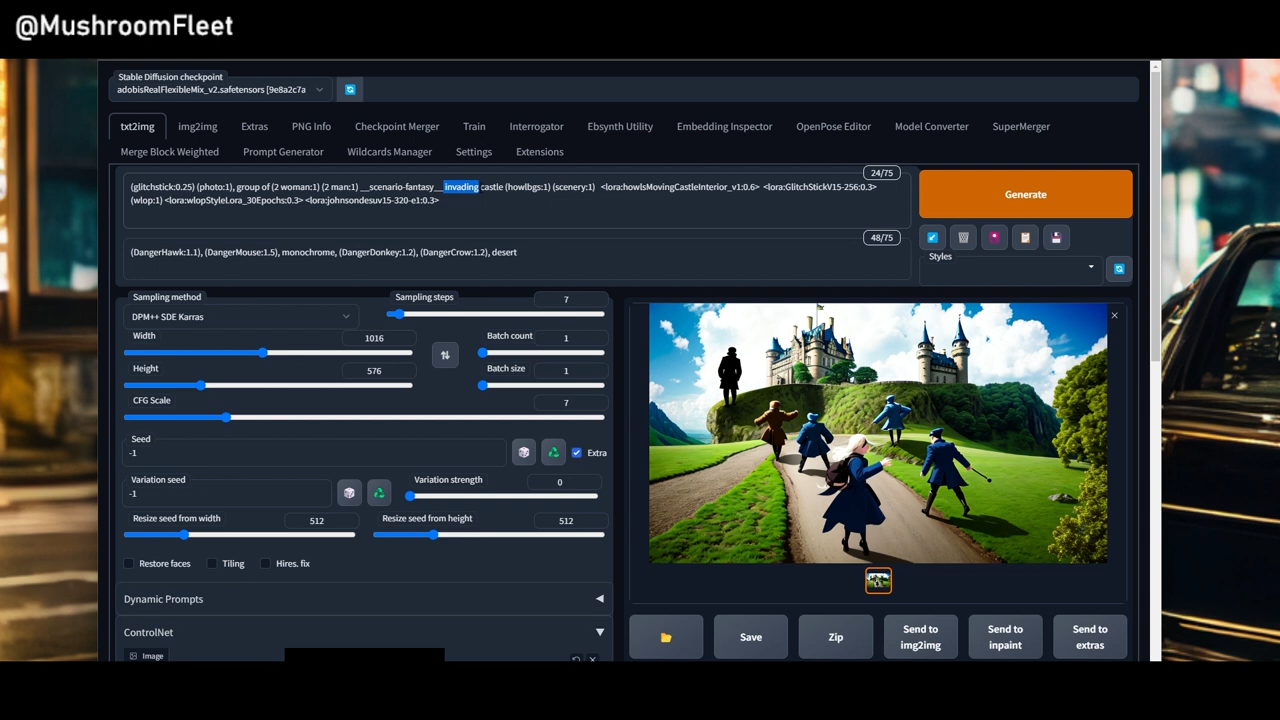 @MushroomFleet
Stable Diffusion checkpoint
adobisRealFlexibleMix_v2.safetensors [9e8a2c7a
txt2img img2img Extras PNG Info Checkpoint Merger Train Interrogator Ebsynth Utility Embedding Inspector OpenPose Editor Model Converter SuperMerger
Merge Block Weighted Prompt Generator Wildcards Manager Settings Extensions
24/75
(glitchstick:0.25) (photo:1), group of (2 woman:1) (2 man:1) __scenario-fantasy__ invading castle (howlbgs:1) (scenery:1) <lora:howlsMovingCastleInterior_v1:0.6> <lora:GlitchStickV15-256:0.3>
(wlop:1) <lora:wlopStyleLora_30Epochs:0.3> <lora:johnsondesuv15-320-e1:0.3>
Generate
48/75
(DangerHawk:1.1), (DangerMouse:1.5), monochrome, (DangerDonkey:1.2), (DangerCrow:1.2), desert
Styles
Sampling method
DPM++ SDE Karras
Sampling steps
7
Width
1016
Batch count
1
Height
576
Batch size
1
CFG Scale
7
Seed
-1
Extra
Variation seed
-1
Variation strength
0
Resize seed from width
512
Resize seed from height
512
Restore faces Tiling Hires. fix
Dynamic Prompts
ControlNet
Image
Save
Zip
Send to
img2img
Send to
inpaint
Send to
extras